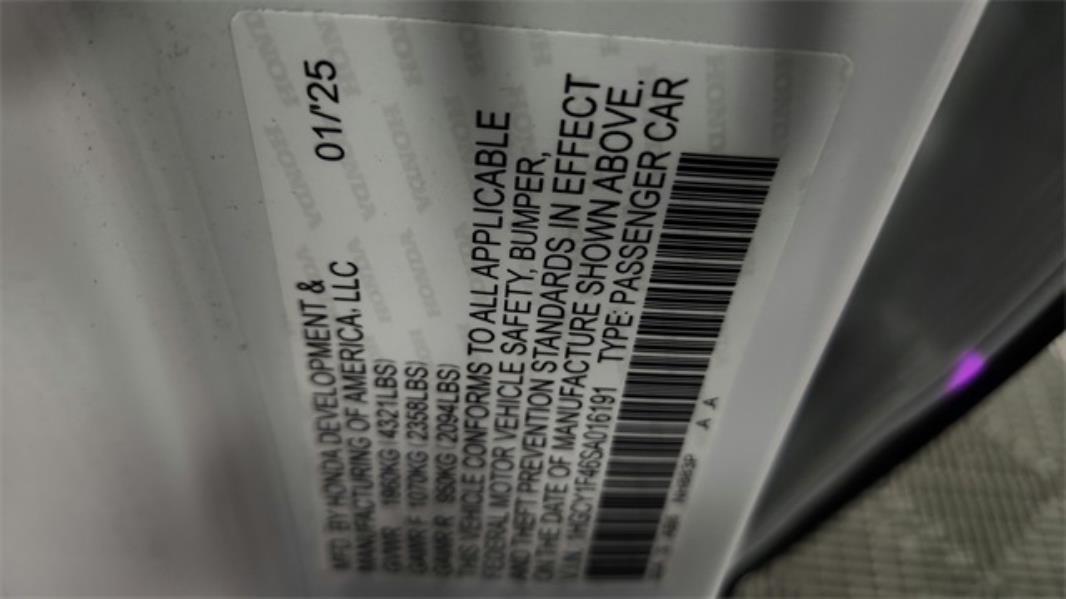 MFD. BY HONDA DEVELOPMENT & 01/'25
MANUFACTURING OF AMERICA, LLC
GVWR 1960KG(4321LBS)
GAWR F 1070KG(2358LBS)
GAWR R 950KG(2094LBS)
THIS VEHICLE CONFORMS TO ALL APPLICABLE
FEDERAL MOTOR VEHICLE SAFETY, BUMPER,
AND THEFT PREVENTION STANDARDS IN EFFECT
ON THE DATE OF MANUFACTURE SHOWN ABOVE.
V.I.N. 1HGCY1F46SA016191 TYPE: PASSENGER CAR
A A
HONDA